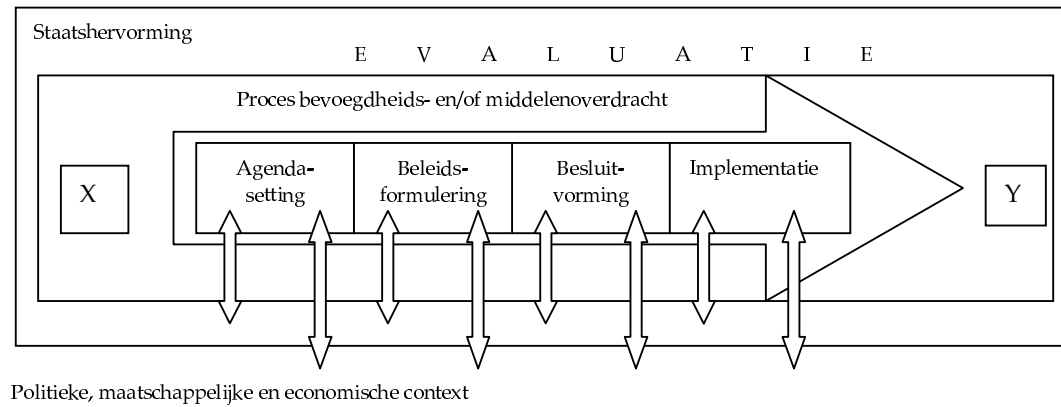 Staatshervorming
E V A L U A T I E
Proces bevoegdheids- en/of middelenoverdracht
X
Agenda-
setting
Beleids-
formulering
Besluit-
vorming
Implementatie
Y
Politieke, maatschappelijke en economische context